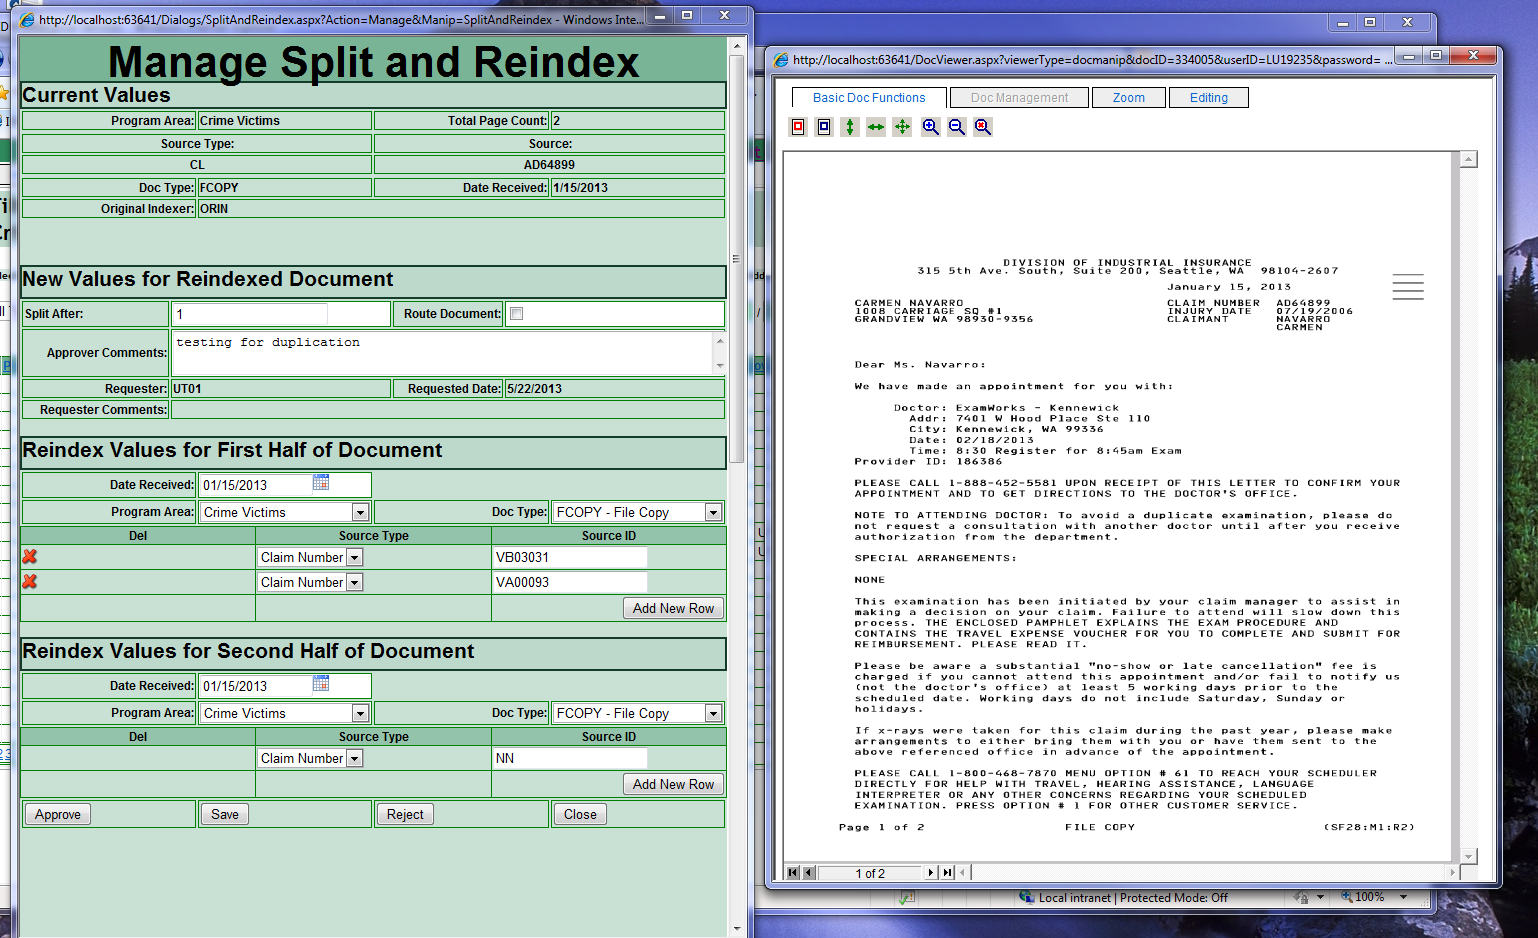 http://localhost:63641/Dialogs/SplitAndReindex.aspx?Action=Manage&Manip=SplitAndReindex - Windows Inte...
Manage Split and Reindex
Current Values
Program Area: Crime Victims Total Page Count: 2
Source Type: Source:
CL AD64899
Doc Type: FCOPY Date Received: 1/15/2013
Original Indexer: ORIN
New Values for Reindexed Document
Split After: 1 Route Document:
Approver Comments: testing for duplication
Requester: UT01 Requested Date: 5/22/2013
Requester Comments:
Reindex Values for First Half of Document
Date Received: 01/15/2013
Program Area: Crime Victims Doc Type: FCOPY - File Copy
Del Source Type Source ID
Claim Number VB03031
Claim Number VA00093
Add New Row
Reindex Values for Second Half of Document
Date Received: 01/15/2013
Program Area: Crime Victims Doc Type: FCOPY - File Copy
Del Source Type Source ID
Claim Number NN
Add New Row
Approve Save Reject Close
http://localhost:63641/DocViewer.aspx?viewerType=docmanip&docID=334005&userID=LU19235&password= ...
Basic Doc Functions Doc Management Zoom Editing
DIVISION OF INDUSTRIAL INSURANCE
315 5th Ave. South, Suite 200, Seattle, WA 98104-2607
January 15, 2013
CARMEN NAVARRO CLAIM NUMBER AD64899
1008 CARRIAGE SQ #1 INJURY DATE 07/19/2006
GRANDVIEW WA 98930-9356 CLAIMANT NAVARRO
CARMEN
Dear Ms. Navarro:
We have made an appointment for you with:
Doctor: ExamWorks - Kennewick
Addr: 7401 W Hood Place Ste 110
City: Kennewick, WA 99336
Date: 02/18/2013
Time: 8:30 Register for 8:45am Exam
Provider ID: 186386
PLEASE CALL 1-888-452-5581 UPON RECEIPT OF THIS LETTER TO CONFIRM YOUR
APPOINTMENT AND TO GET DIRECTIONS TO THE DOCTOR'S OFFICE.
NOTE TO ATTENDING DOCTOR: To avoid a duplicate examination, please do
not request a consultation with another doctor until after you receive
authorization from the department.
SPECIAL ARRANGEMENTS:
NONE
This examination has been initiated by your claim manager to assist in
making a decision on your claim. Failure to attend will slow down this
process. THE ENCLOSED PAMPHLET EXPLAINS THE EXAM PROCEDURE AND
CONTAINS THE TRAVEL EXPENSE VOUCHER FOR YOU TO COMPLETE AND SUBMIT FOR
REIMBURSEMENT. PLEASE READ IT.
Please be aware a substantial "no-show or late cancellation" fee is
charged if you cannot attend this appointment and/or fail to notify us
(not the doctor's office) at least 5 working days prior to the
scheduled date. Working days do not include Saturday, Sunday or
holidays.
If x-rays were taken for this claim during the past year, please make
arrangements to either bring them with you or have them sent to the
above referenced office in advance of the appointment.
PLEASE CALL 1-800-468-7870 MENU OPTION # 61 TO REACH YOUR SCHEDULER
DIRECTLY FOR HELP WITH TRAVEL, HEARING ASSISTANCE, LANGUAGE
INTERPRETER OR ANY OTHER CONCERNS REGARDING YOUR SCHEDULED
EXAMINATION. PRESS OPTION # 1 FOR OTHER CUSTOMER SERVICE.
Page 1 of 2 FILE COPY (SF28:M1:R2)
1 of 2
Local intranet | Protected Mode: Off 100%